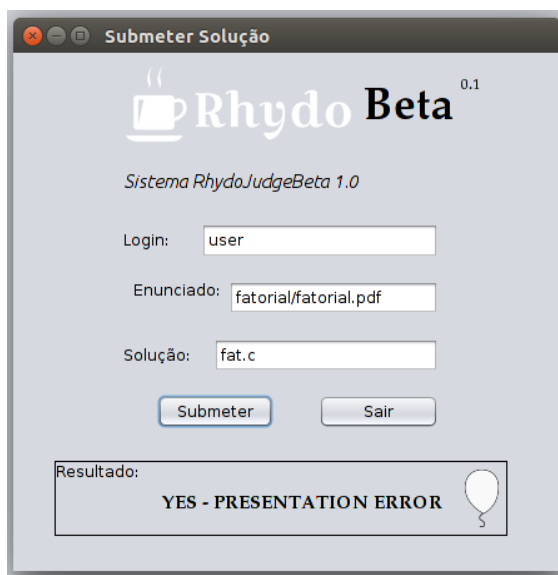 Submeter Solução
Rhydo Beta 0.1
Sistema RhydoJudgeBeta 1.0
Login: user
Enunciado: fatorial/fatorial.pdf
Solução: fat.c
Submeter Sair
Resultado:
YES - PRESENTATION ERROR